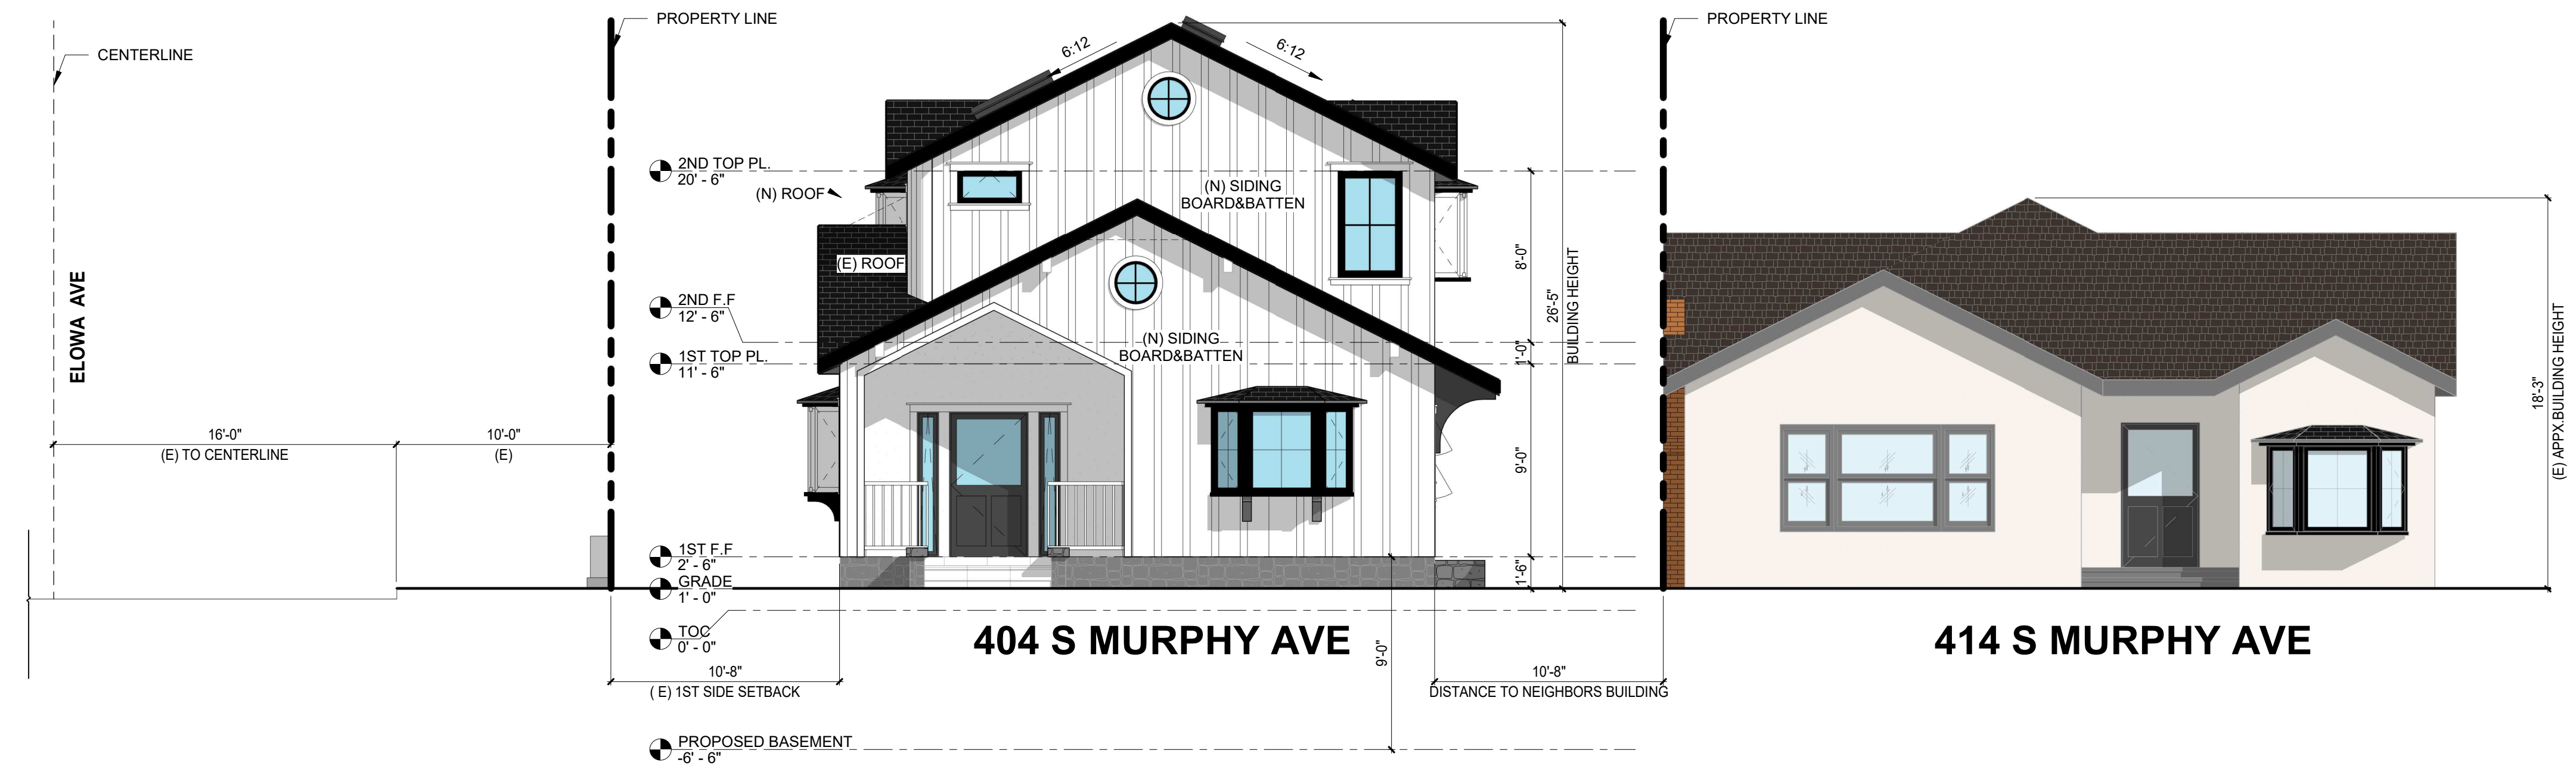 PROPERTY LINE
PROPERTY LINE
CENTERLINE
6:12
6:12
2ND TOP PL.
20' - 6"
(N) ROOF
(N) SIDING
BOARD&BATTEN
(E) ROOF
8'-0"
26'-5"
BUILDING HEIGHT
ELOWA AVE
2ND F.F
12' - 6"
(N) SIDING
BOARD&BATTEN
1ST TOP PL.
11' - 6"
1'-0"
18'-3"
(E) APPX.BUILDING HEIGHT
16'-0"
(E) TO CENTERLINE
10'-0"
(E)
9'-0"
1ST F.F
2' - 6"
1'-6"
GRADE
1' - 0"
TOC
0' - 0"
404 S MURPHY AVE
414 S MURPHY AVE
9'-0"
10'-8"
( E) 1ST SIDE SETBACK
10'-8"
DISTANCE TO NEIGHBORS BUILDING
PROPOSED BASEMENT
-6' - 6"